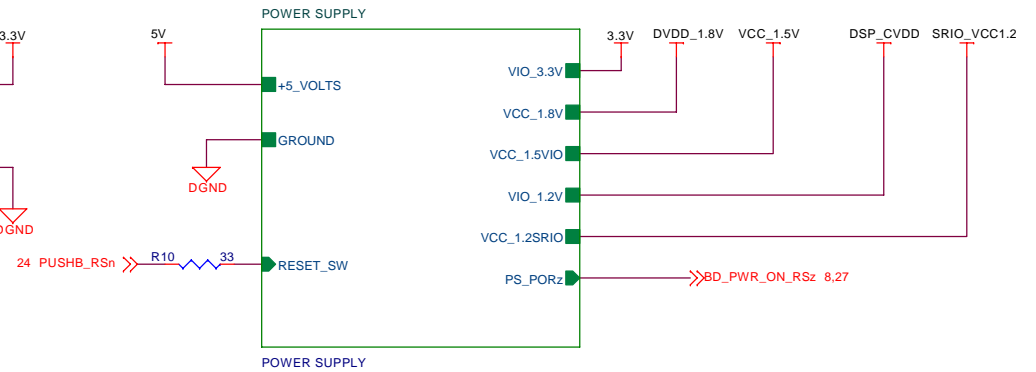 POWER SUPPLY
3.3V
5V
3.3V
DVDD_1.8V
VCC_1.5V
DSP_CVDD
SRIO_VCC1.2
+5_VOLTS
VIO_3.3V
VCC_1.8V
GROUND
VCC_1.5VIO
DGND
VIO_1.2V
DGND
VCC_1.2SRIO
24 PUSHB_RSn
R10
33
RESET_SW
PS_PORz
BD_PWR_ON_RSz 8,27
POWER SUPPLY